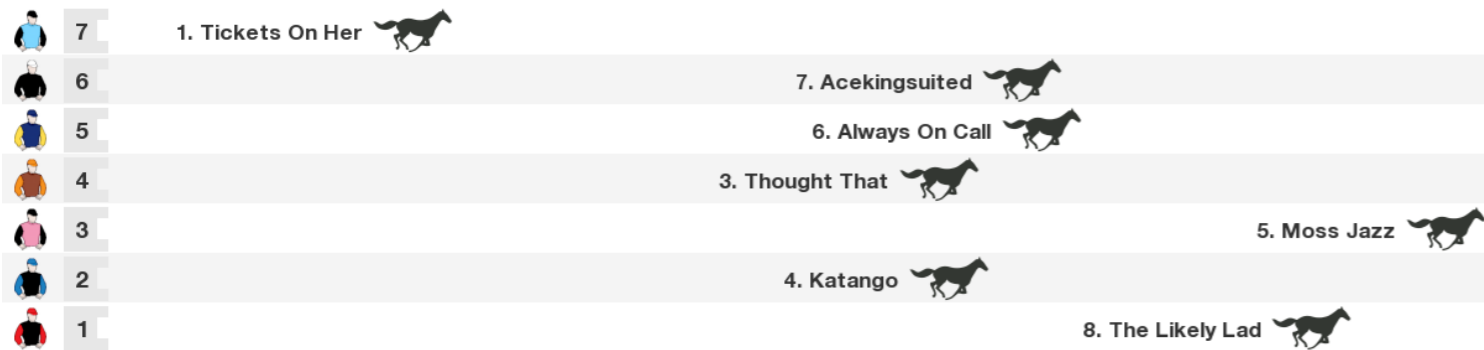 7 1. Tickets On Her
6 7. Acekingsuited
5 6. Always On Call
4 3. Thought That
3 5. Moss Jazz
2 4. Katango
1 8. The Likely Lad